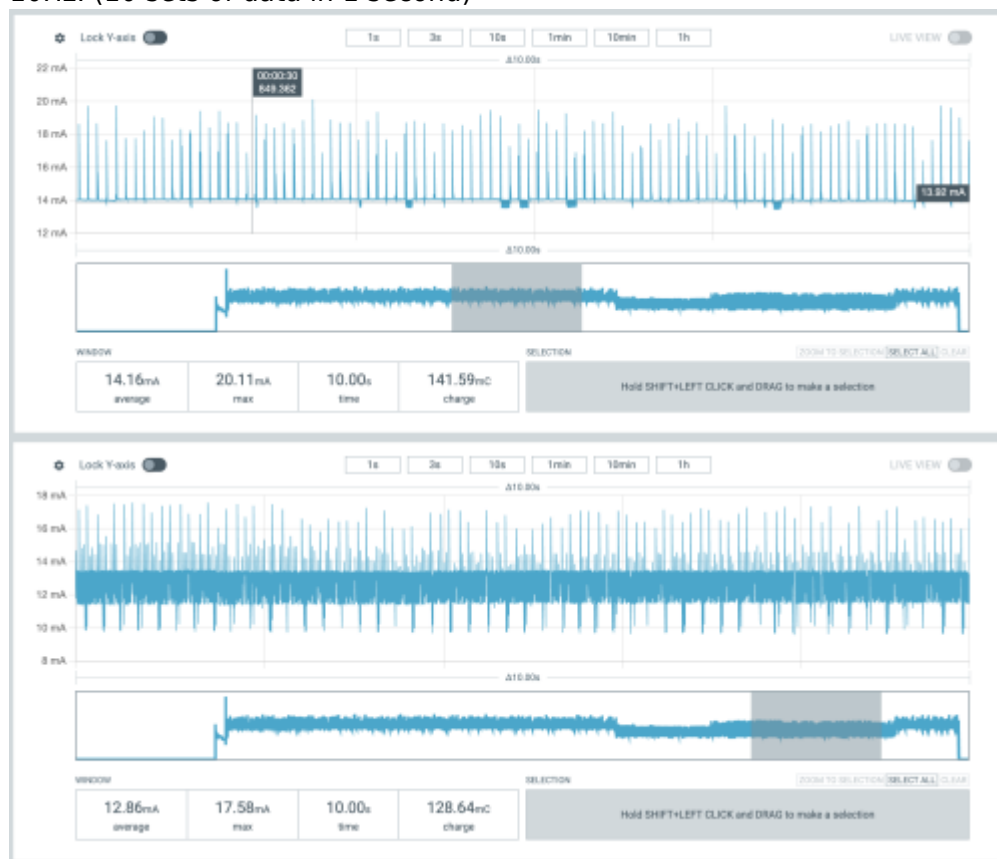 Lock Y-axis 1s 3s 10s 1min 10min 1h LIVE VIEW
Δ10.00s
22 mA
00:00:30
649.362
20 mA
18 mA
16 mA
13.92 mA
14 mA
12 mA
Δ10.00s
WINDOW SELECTION ZOOM TO SELECTION SELECT ALL CLEAR
14.16mA 20.11mA 10.00s 141.59mC
average max time charge
Hold SHIFT+LEFT CLICK and DRAG to make a selection
Lock Y-axis 1s 3s 10s 1min 10min 1h LIVE VIEW
Δ10.00s
18 mA
16 mA
14 mA
12 mA
10 mA
8 mA
Δ10.00s
WINDOW SELECTION ZOOM TO SELECTION SELECT ALL CLEAR
12.86mA 17.58mA 10.00s 128.64mC
average max time charge
Hold SHIFT+LEFT CLICK and DRAG to make a selection